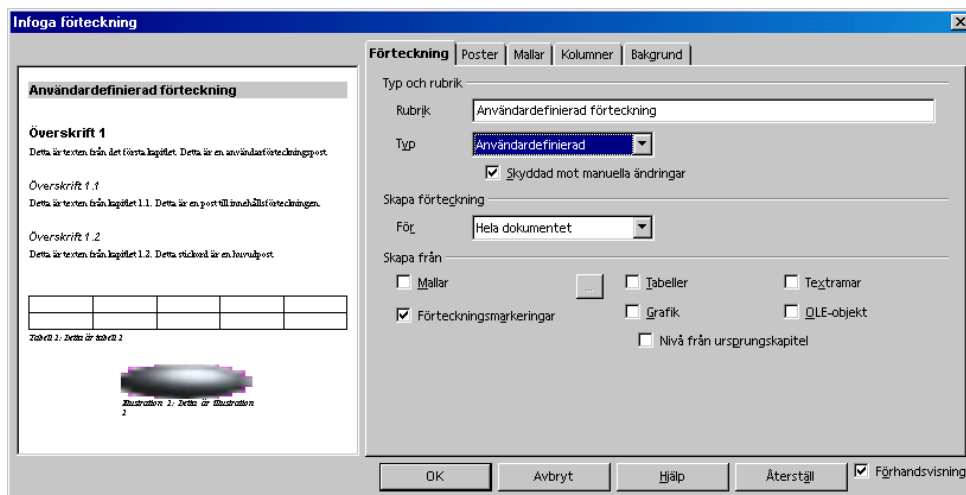 Infoga förteckning
Förteckning Poster Mallar Kolumner Bakgrund
Användardefinierad förteckning
Överskrift 1
Detta är texten från det första kapitlet. Detta är en användarförteckningspost.
Överskrift 1.1
Detta är texten från kapitlet 1.1. Detta är en post till innehållsförteckningen.
Överskrift 1.2
Detta är texten från kapitlet 1.2. Detta stickord är en huvudpost
Tabell 2: Detta är tabell 2
Illustration 2: Detta är illustration
2
Typ och rubrik
Rubrik Användardefinierad förteckning
Typ Användardefinierad
Skyddad mot manuella ändringar
Skapa förteckning
För Hela dokumentet
Skapa från
Mallar ... Tabeller Textramar
Förteckningsmarkeringar Grafik OLE-objekt
Nivå från ursprungskapitel
OK Avbryt Hjälp Återställ Förhandsvisning